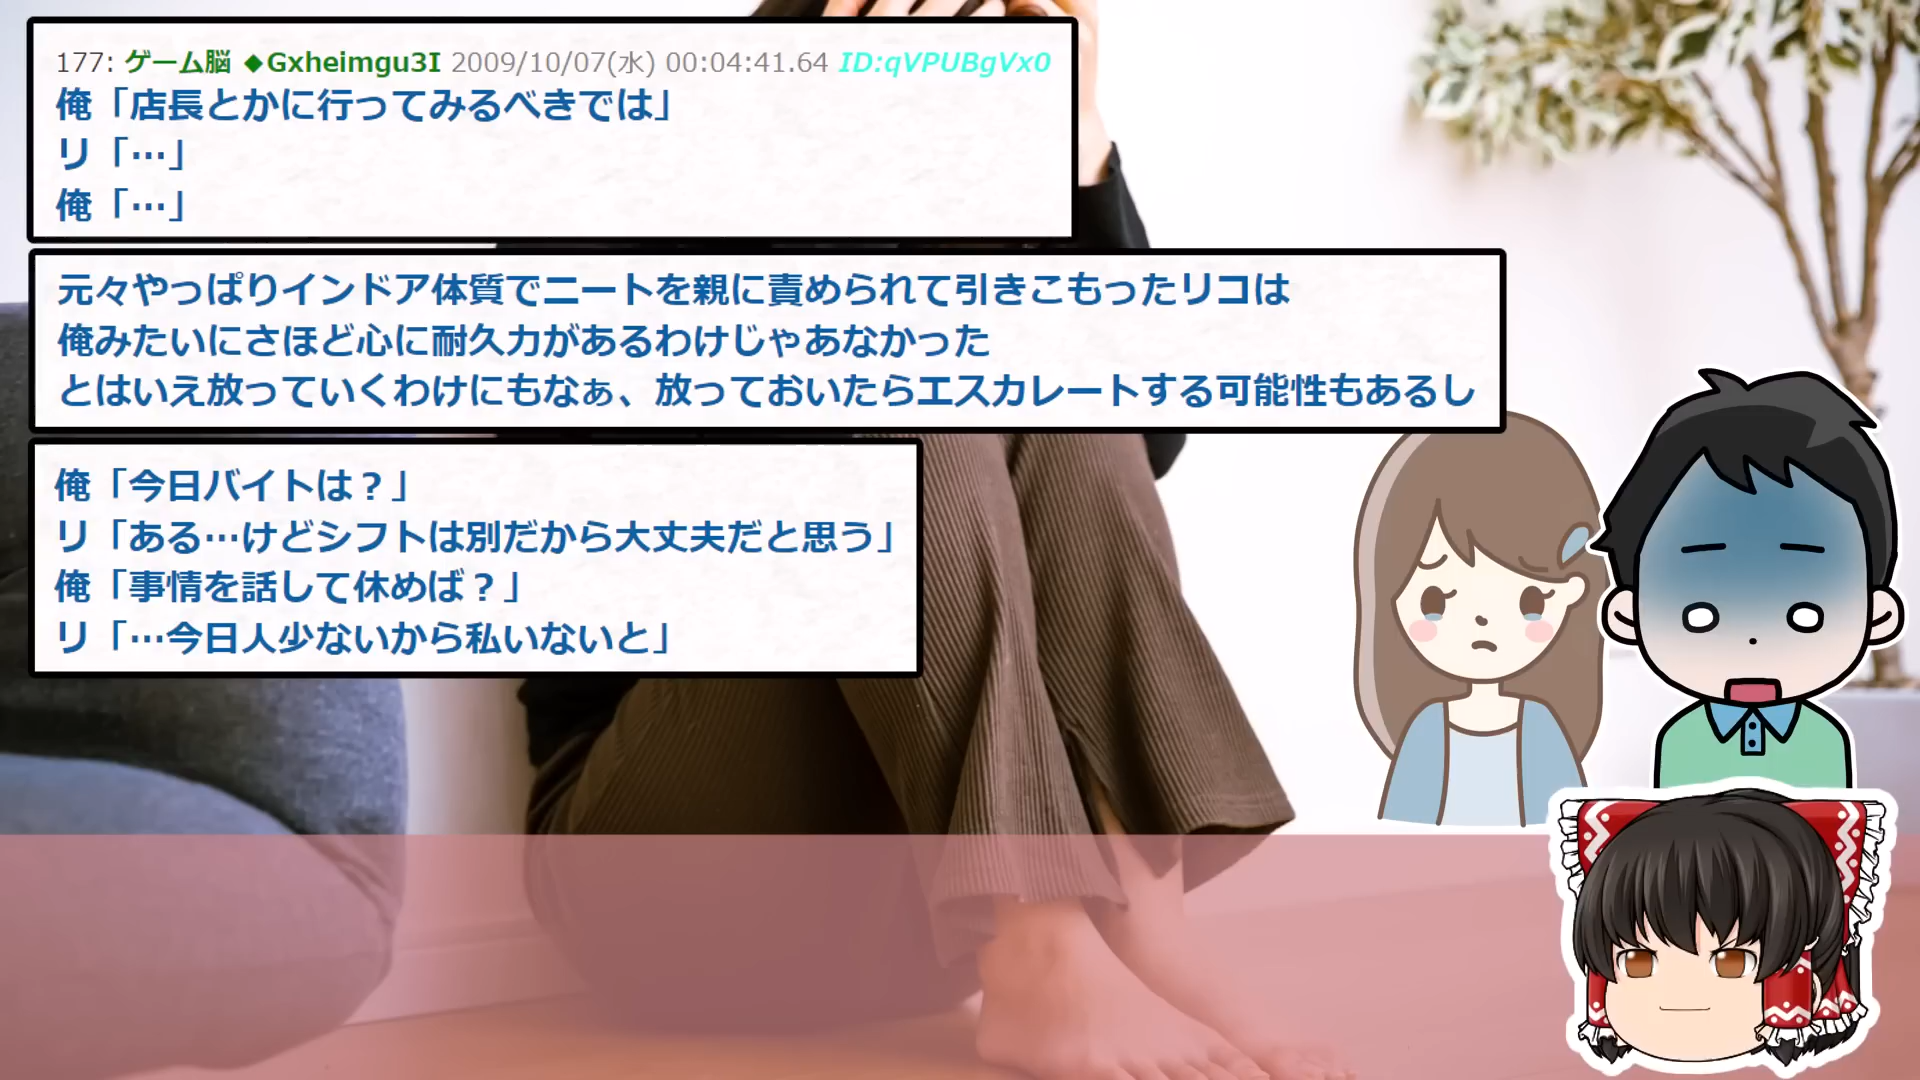 177: ゲーム脳 ◆Gxheimgu3I 2009/10/07(水) 00:04:41.64 ID:qVPUBgVx0
俺「店長とかに行ってみるべきでは」
リ「…」
俺「…」
元々やっぱりインドア体質でニートを親に責められて引きこもったリコは
俺みたいにさほど心に耐久力があるわけじゃあなかった
とはいえ放っていくわけにもなぁ、放っておいたらエスカレートする可能性もあるし
俺「今日バイトは？」
リ「ある…けどシフトは別だから大丈夫だと思う」
俺「事情を話して休めば？」
リ「…今日人少ないから私いないと」